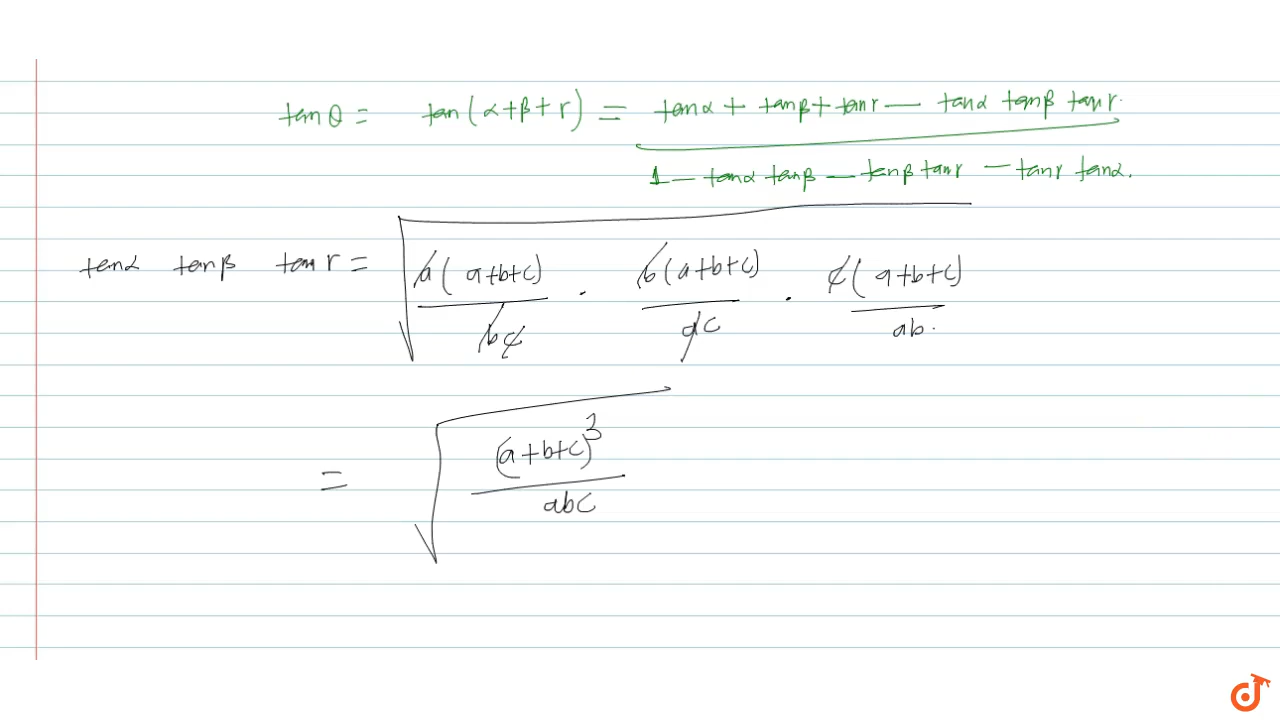 tanθ = tan(α+β+r) = tanα + tanβ + tanr — tanα tanβ tanr.
1 — tanα tanβ — tanβ tanr — tanr tanα.
tanα tanβ tanr = √ a(a+b+c)/bc · b(a+b+c)/ac · c(a+b+c)/ab.
= √ (a+b+c)³/abc